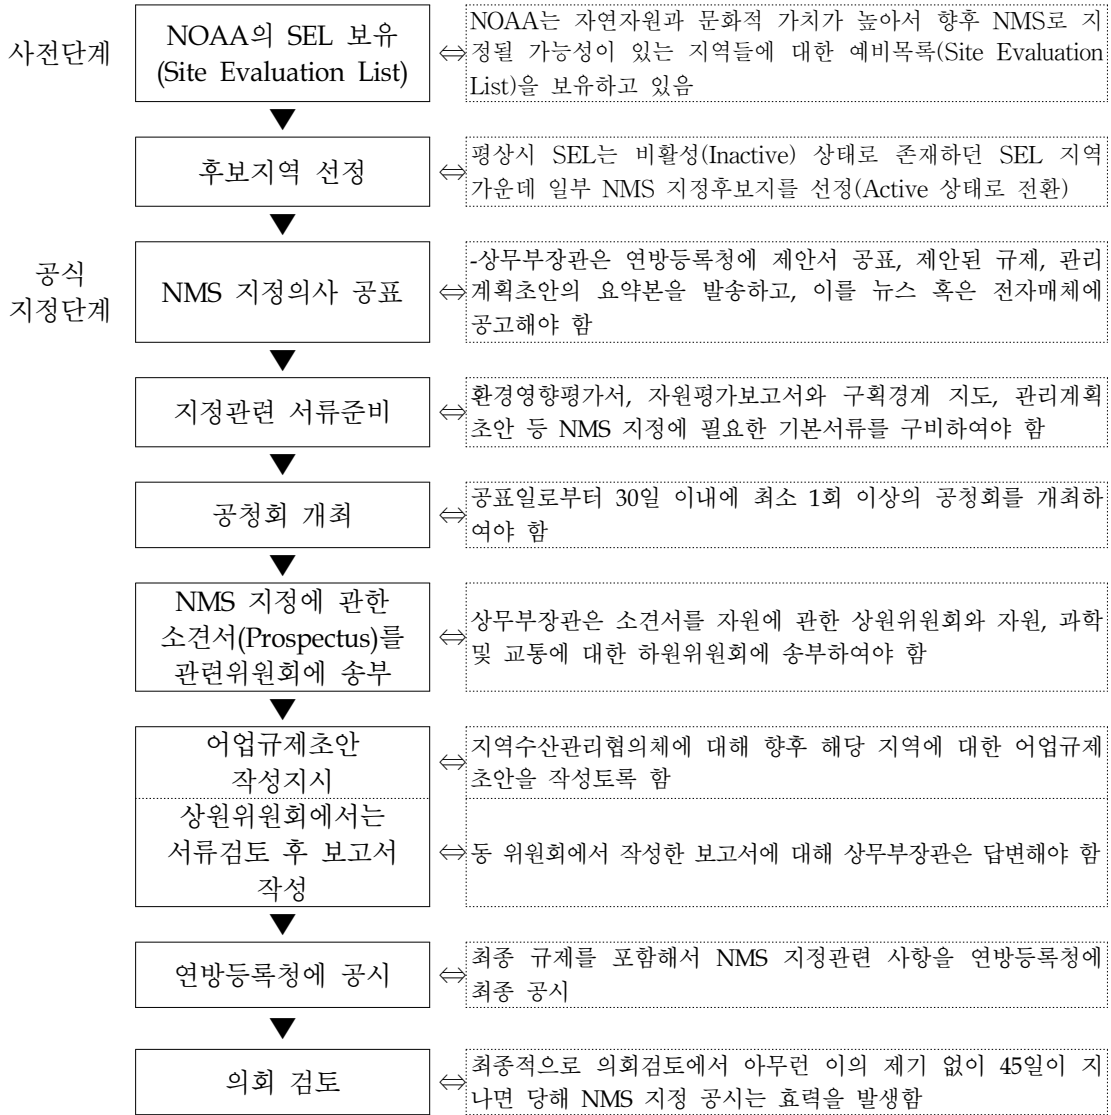 사전단계
NOAA의 SEL 보유
(Site Evaluation List)
⇔
NOAA는 자연자원과 문화적 가치가 높아서 향후 NMS로 지
정될 가능성이 있는 지역들에 대한 예비목록(Site Evaluation
List)을 보유하고 있음
▼
후보지역 선정
⇔
평상시 SEL는 비활성(Inactive) 상태로 존재하던 SEL 지역
가운데 일부 NMS 지정후보지를 선정(Active 상태로 전환)
▼
공식
지정단계
NMS 지정의사 공표
⇔
-상무부장관은 연방등록청에 제안서 공표, 제안된 규제, 관리
계획초안의 요약본을 발송하고, 이를 뉴스 혹은 전자매체에
공고해야 함
▼
지정관련 서류준비
⇔
환경영향평가서, 자원평가보고서와 구획경계 지도, 관리계획
초안 등 NMS 지정에 필요한 기본서류를 구비하여야 함
▼
공청회 개최
⇔
공표일로부터 30일 이내에 최소 1회 이상의 공청회를 개최하
여야 함
▼
NMS 지정에 관한
소견서(Prospectus)를
관련위원회에 송부
⇔
상무부장관은 소견서를 자원에 관한 상원위원회와 자원, 과학
및 교통에 대한 하원위원회에 송부하여야 함
▼
어업규제초안
작성지시
⇔
지역수산관리협의체에 대해 향후 해당 지역에 대한 어업규제
초안을 작성토록 함
상원위원회에서는
서류검토 후 보고서
작성
⇔
동 위원회에서 작성한 보고서에 대해 상무부장관은 답변해야 함
▼
연방등록청에 공시
⇔
최종 규제를 포함해서 NMS 지정관련 사항을 연방등록청에
최종 공시
▼
의회 검토
⇔
최종적으로 의회검토에서 아무런 이의 제기 없이 45일이 지
나면 당해 NMS 지정 공시는 효력을 발생함